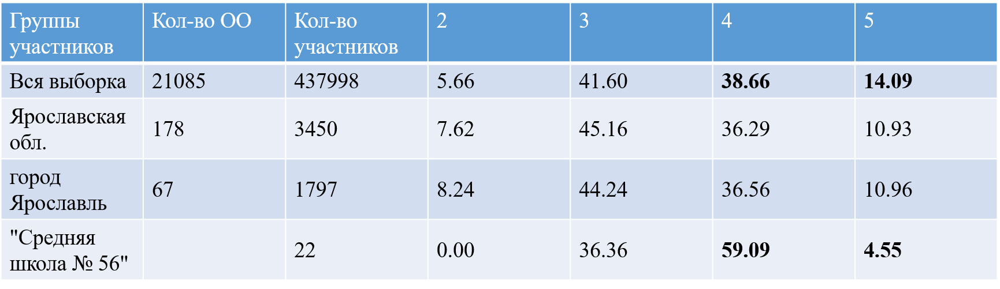 Группы участников Кол-во ОО Кол-во участников 2 3 4 5
Вся выборка 21085 437998 5.66 41.60 38.66 14.09
Ярославская обл. 178 3450 7.62 45.16 36.29 10.93
город Ярославль 67 1797 8.24 44.24 36.56 10.96
"Средняя школа № 56" 22 0.00 36.36 59.09 4.55